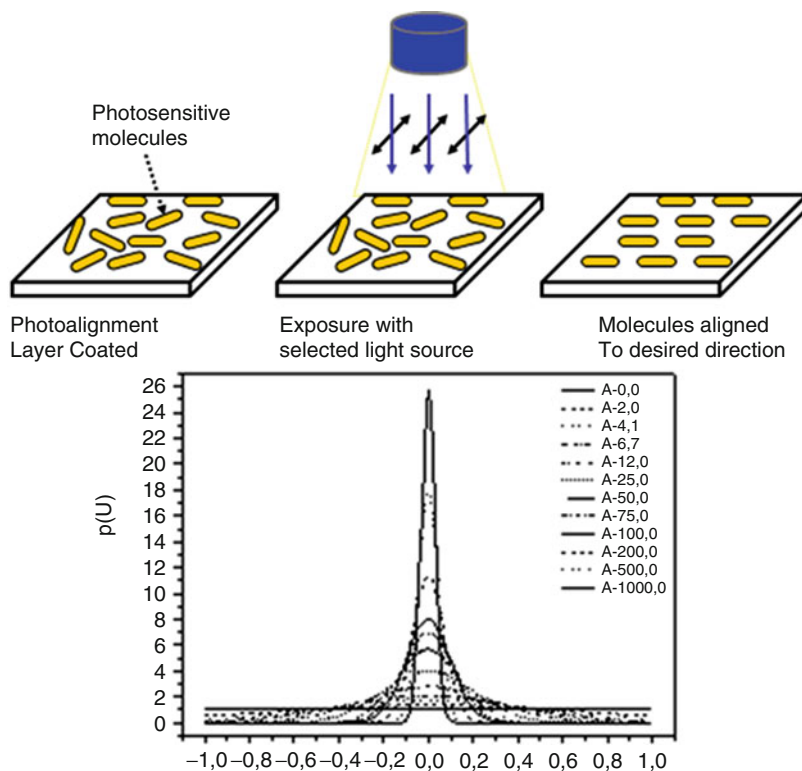 Photosensitive
molecules
Photoalignment
Layer Coated
Exposure with
selected light source
Molecules aligned
To desired direction
p(U)
26
24
22
20
18
16
14
12
10
8
6
4
2
0
−1,0 −0,8 −0,6 −0,4 −0,2 0,0 0,2 0,4 0,6 0,8 1,0
A-0,0
A-2,0
A-4,1
A-6,7
A-12,0
A-25,0
A-50,0
A-75,0
A-100,0
A-200,0
A-500,0
A-1000,0